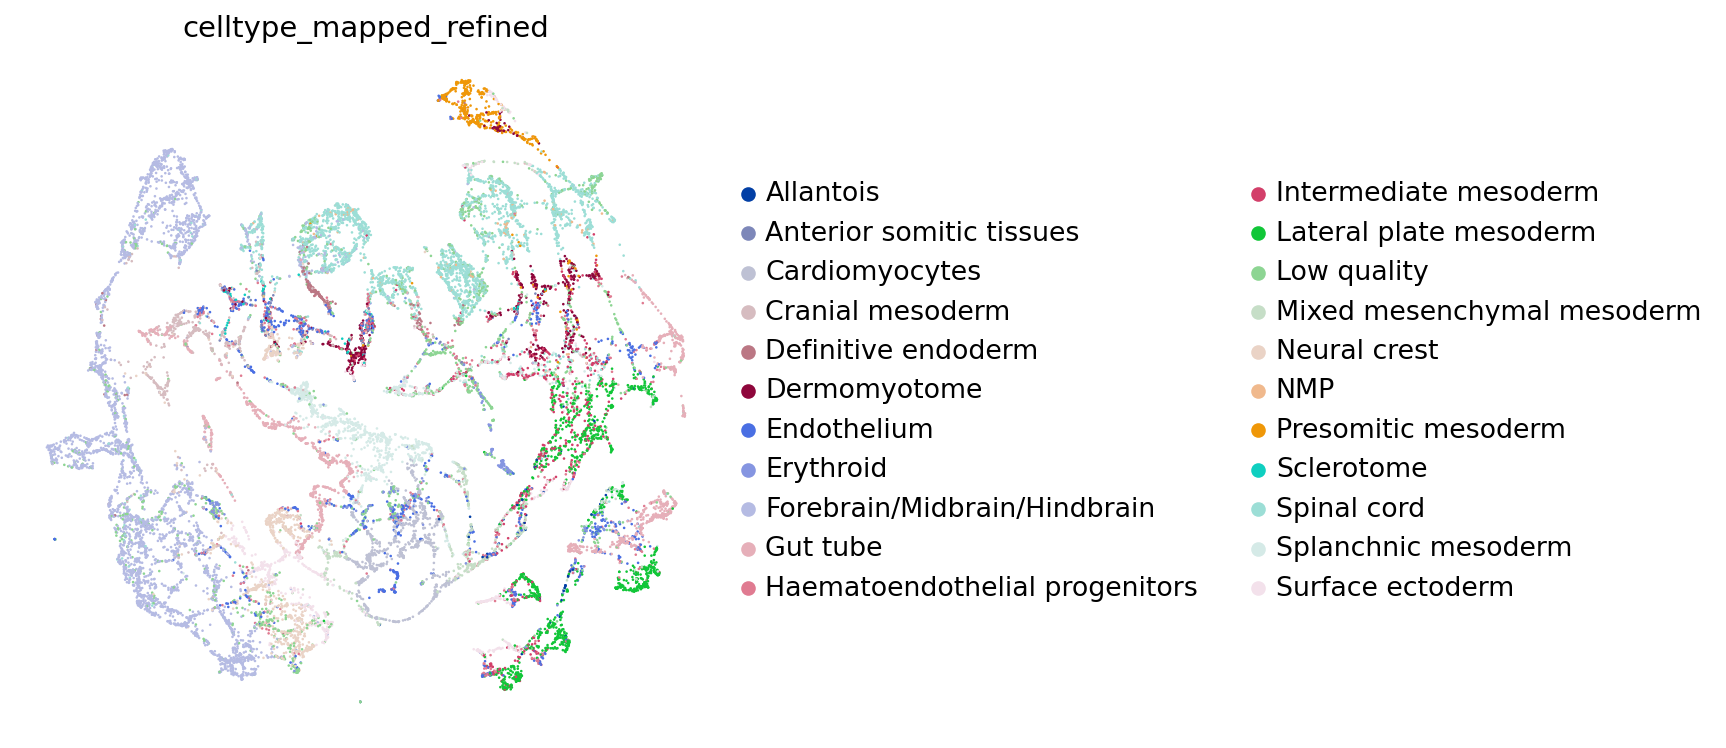 celltype_mapped_refined
Allantois
Anterior somitic tissues
Cardiomyocytes
Cranial mesoderm
Definitive endoderm
Dermomyotome
Endothelium
Erythroid
Forebrain/Midbrain/Hindbrain
Gut tube
Haematoendothelial progenitors
Intermediate mesoderm
Lateral plate mesoderm
Low quality
Mixed mesenchymal mesoderm
Neural crest
NMP
Presomitic mesoderm
Sclerotome
Spinal cord
Splanchnic mesoderm
Surface ectoderm